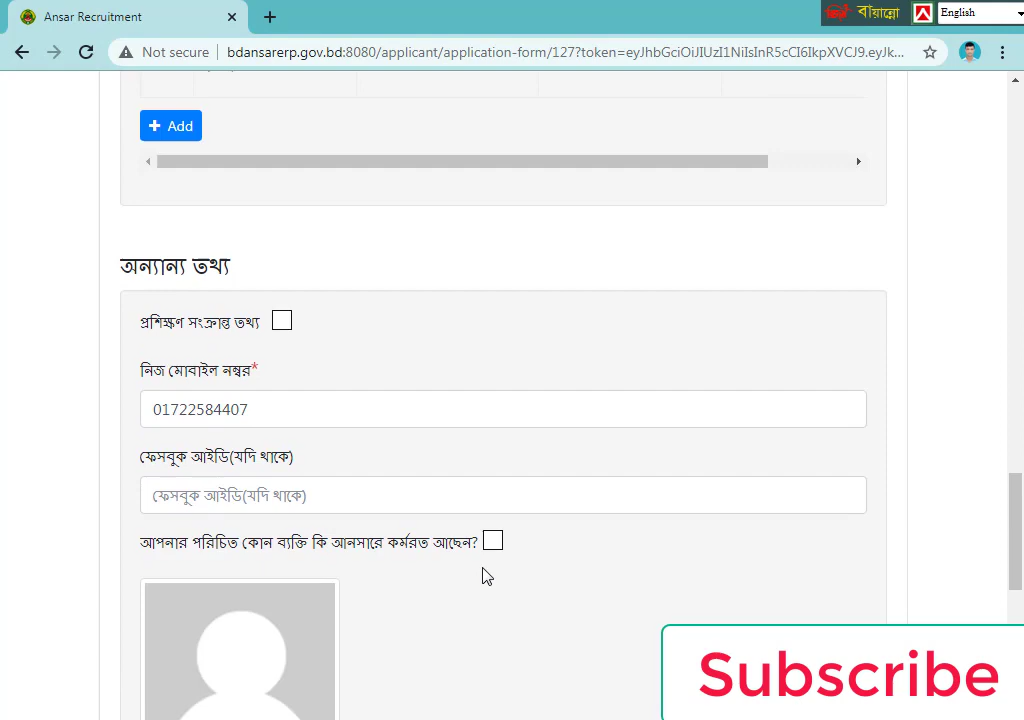 Ansar Recruitment
বায়ান্নো
English
Not secure
bdansarerp.gov.bd:8080/applicant/application-form/127?token=eyJhbGciOiJIUzI1NiIsInR5cCI6IkpXVCJ9.eyJk...
Add
অন্যান্য তথ্য
প্রশিক্ষণ সংক্রান্ত তথ্য
নিজ মোবাইল নম্বর*
01722584407
ফেসবুক আইডি(যদি থাকে)
ফেসবুক আইডি(যদি থাকে)
আপনার পরিচিত কোন ব্যক্তি কি আনসারে কর্মরত আছেন?
Subscribe